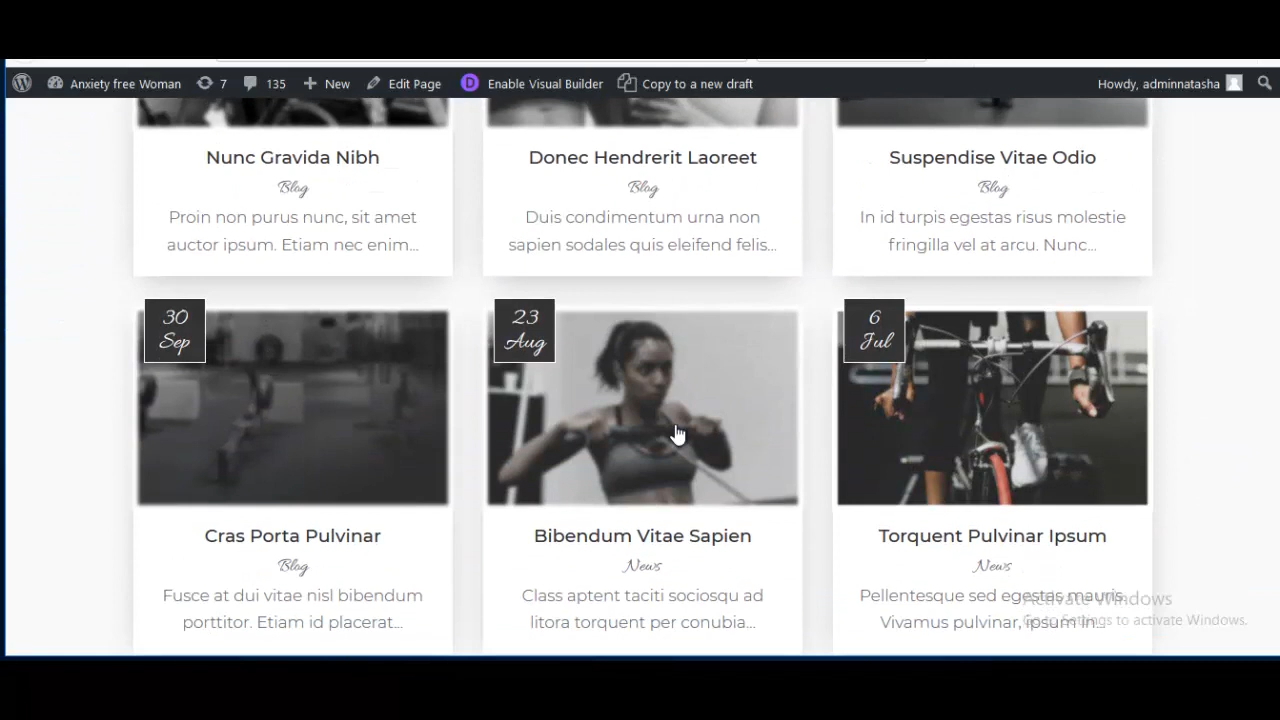 Anxiety free Woman 7 135 New Edit Page D Enable Visual Builder Copy to a new draft Howdy, adminnatasha
Nunc Gravida Nibh
Blog
Proin non purus nunc, sit amet
auctor ipsum. Etiam nec enim...
Donec Hendrerit Laoreet
Blog
Duis condimentum urna non
sapien sodales quis eleifend felis...
Suspendise Vitae Odio
Blog
In id turpis egestas risus molestie
fringilla vel at arcu. Nunc...
30
Sep
Cras Porta Pulvinar
Blog
Fusce at dui vitae nisl bibendum
porttitor. Etiam id placerat...
23
Aug
Bibendum Vitae Sapien
News
Class aptent taciti sociosqu ad
litora torquent per conubia...
6
Jul
Torquent Pulvinar Ipsum
News
Pellentesque sed egestas mauris.
Vivamus pulvinar, ipsum in...
Activate Windows
Go to Settings to activate Windows.